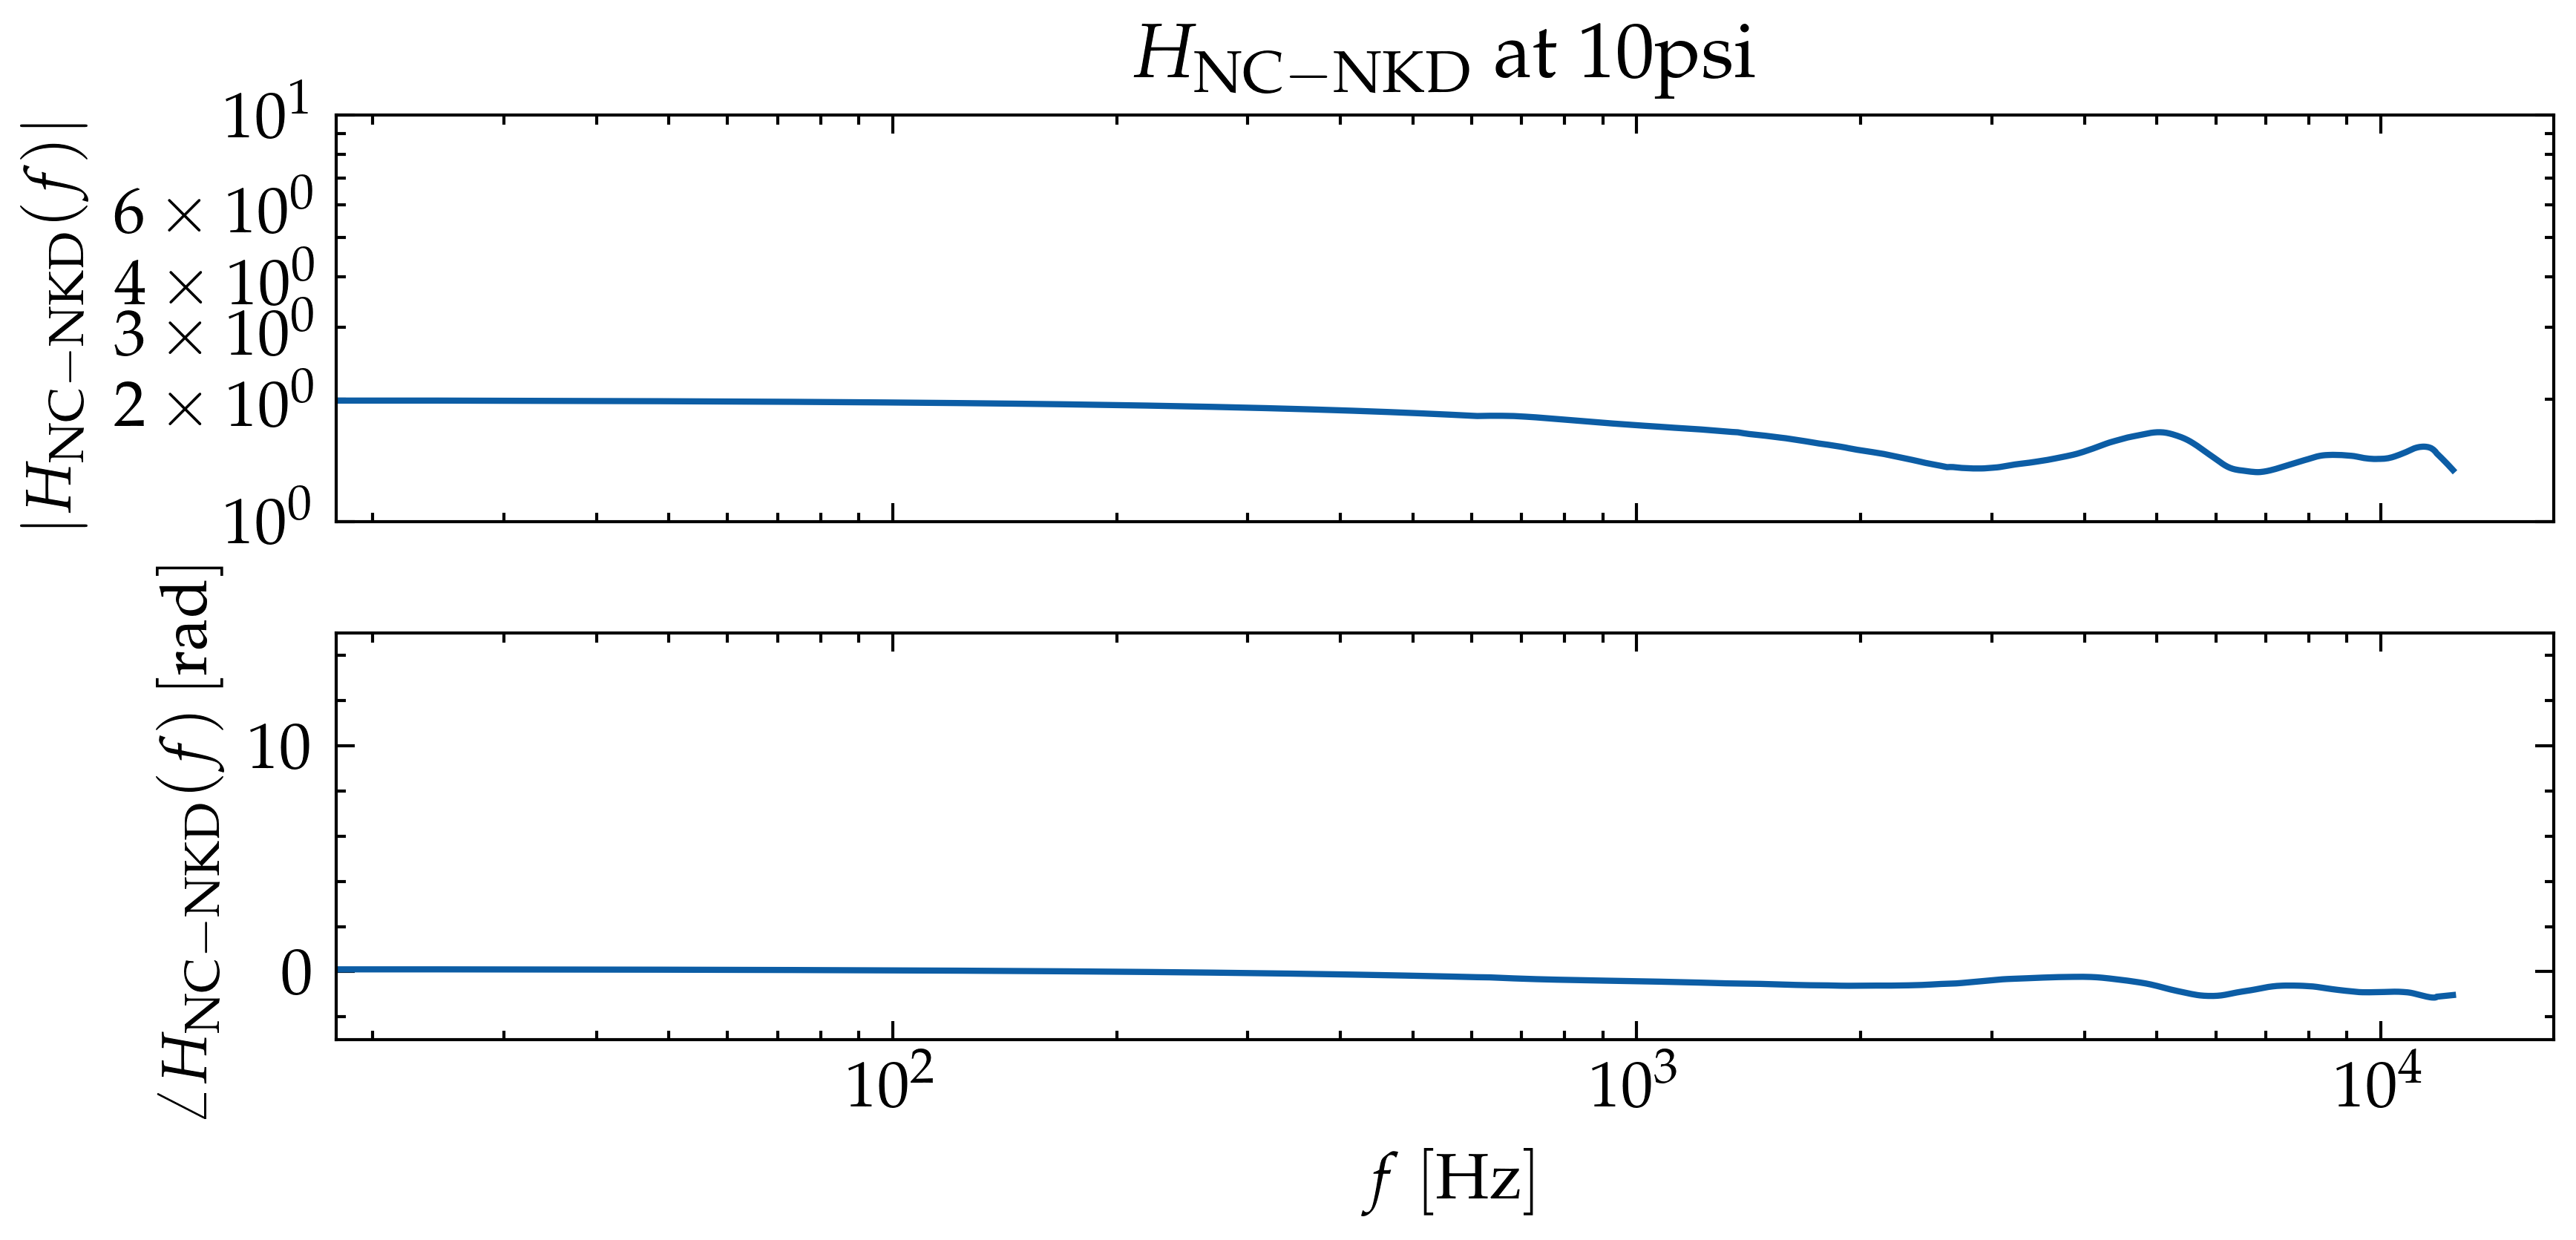 H_NC−NKD at 10psi
|H_NC−NKD(f)|
10^1
6 × 10^0
4 × 10^0
3 × 10^0
2 × 10^0
10^0
∠H_NC−NKD(f) [rad]
10
0
10^2 10^3 10^4
f [Hz]